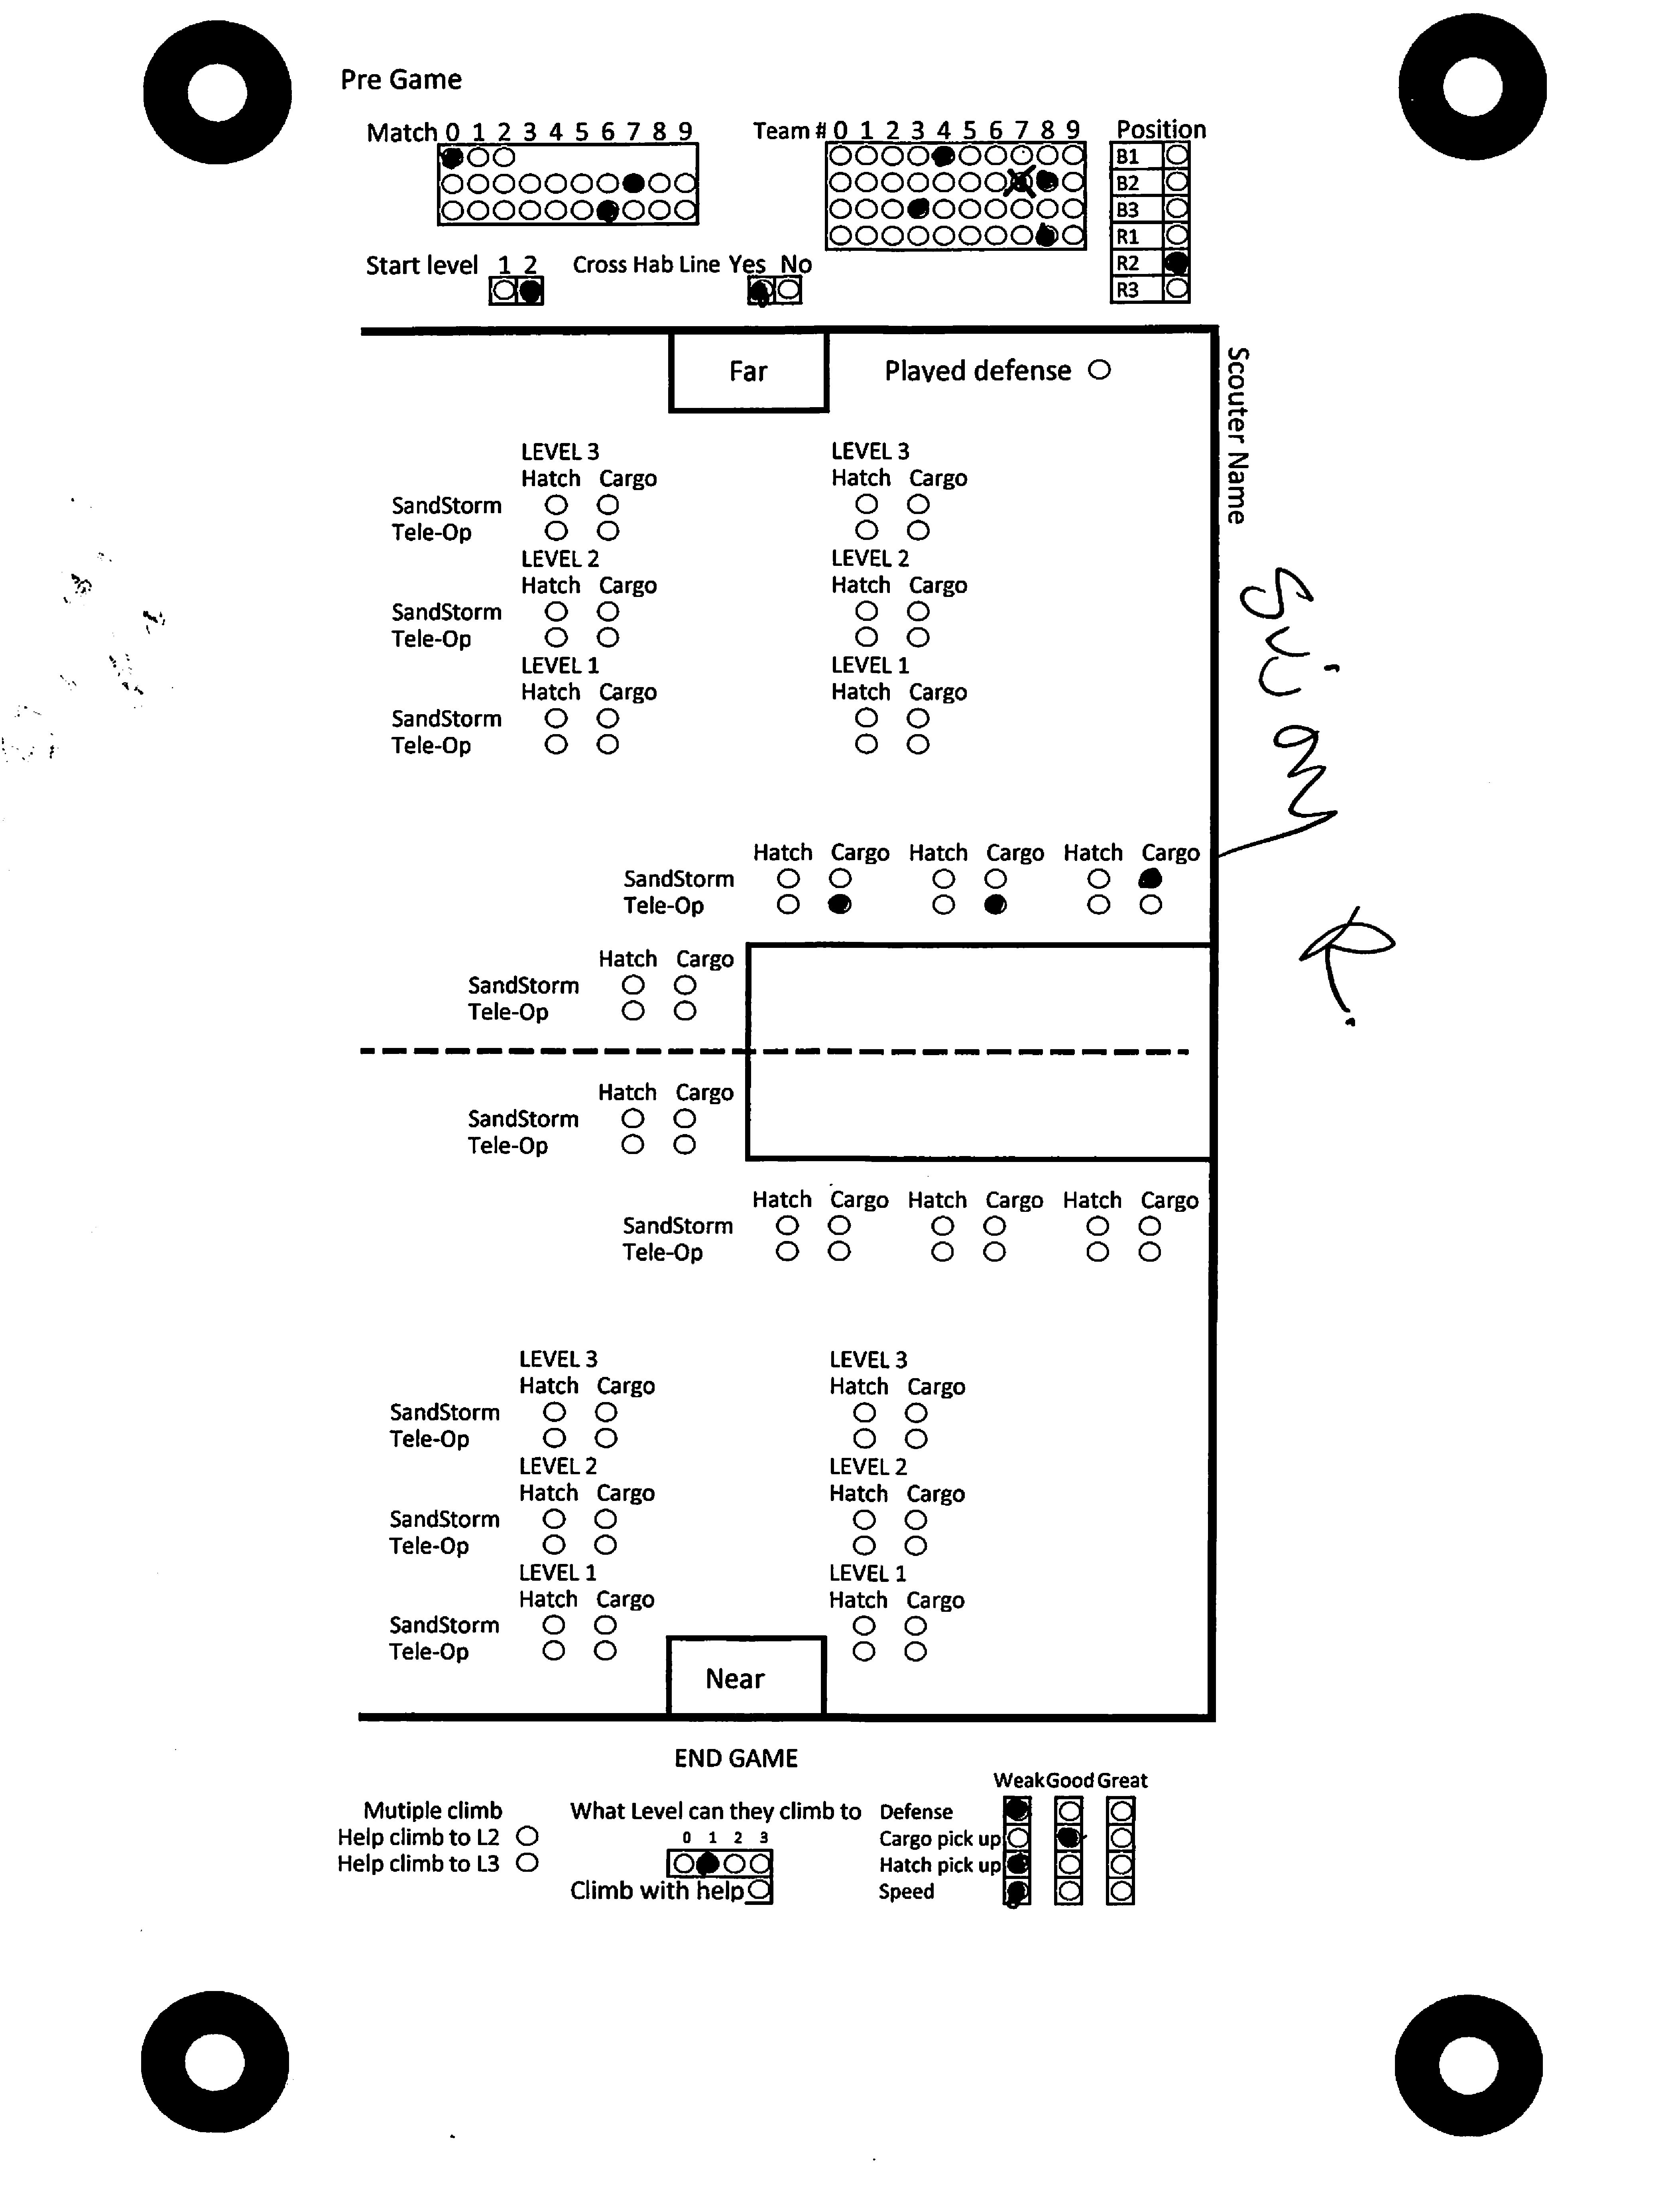 Pre Game
Match 0 1 2 3 4 5 6 7 8 9
Team # 0 1 2 3 4 5 6 7 8 9
Position
B1
B2
B3
R1
R2
R3
Start level 1 2
Cross Hab Line Yes No
Far
Played defense
Scouter Name
LEVEL 3 LEVEL 3
Hatch Cargo Hatch Cargo
SandStorm
Tele-Op
LEVEL 2 LEVEL 2
Hatch Cargo Hatch Cargo
SandStorm
Tele-Op
LEVEL 1 LEVEL 1
Hatch Cargo Hatch Cargo
SandStorm
Tele-Op
Hatch Cargo Hatch Cargo Hatch Cargo
SandStorm
Tele-Op
Hatch Cargo
SandStorm
Tele-Op
Hatch Cargo
SandStorm
Tele-Op
Hatch Cargo Hatch Cargo Hatch Cargo
SandStorm
Tele-Op
LEVEL 3 LEVEL 3
Hatch Cargo Hatch Cargo
SandStorm
Tele-Op
LEVEL 2 LEVEL 2
Hatch Cargo Hatch Cargo
SandStorm
Tele-Op
LEVEL 1 LEVEL 1
Hatch Cargo Hatch Cargo
SandStorm
Tele-Op
Near
END GAME
Mutiple climb
Help climb to L2
Help climb to L3
What Level can they climb to
0 1 2 3
Climb with help
Weak Good Great
Defense
Cargo pick up
Hatch pick up
Speed